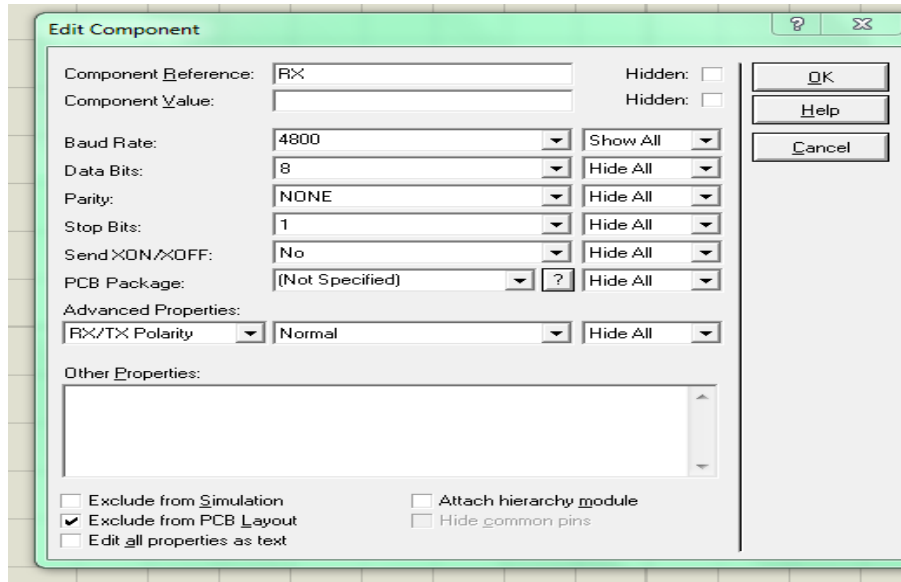 Edit Component
Component Reference: RX Hidden:
Component Value: Hidden:
Baud Rate: 4800 Show All
Data Bits: 8 Hide All
Parity: NONE Hide All
Stop Bits: 1 Hide All
Send XON/XOFF: No Hide All
PCB Package: (Not Specified) ? Hide All
Advanced Properties:
RX/TX Polarity Normal Hide All
Other Properties:
Exclude from Simulation Attach hierarchy module
Exclude from PCB Layout Hide common pins
Edit all properties as text
?
OK
Help
Cancel